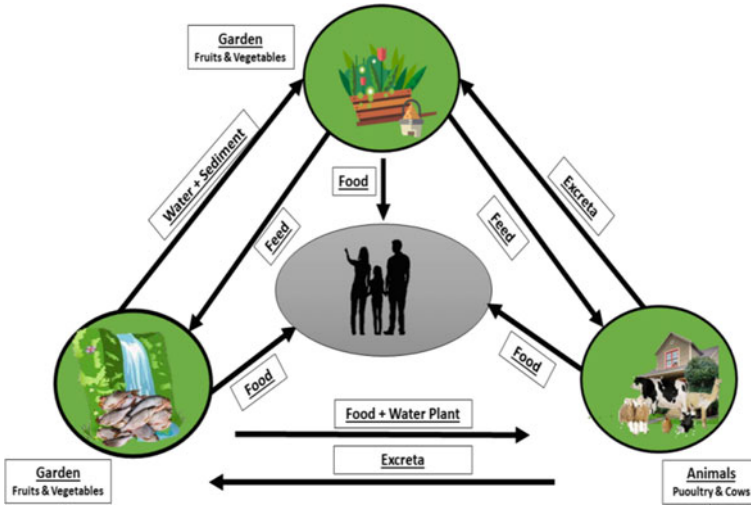 Garden
Fruits & Vegetables
Water + Sediment
Food
Excreta
Feed
Feed
Food
Food
Food + Water Plant
Excreta
Garden
Fruits & Vegetables
Animals
Puoultry & Cows